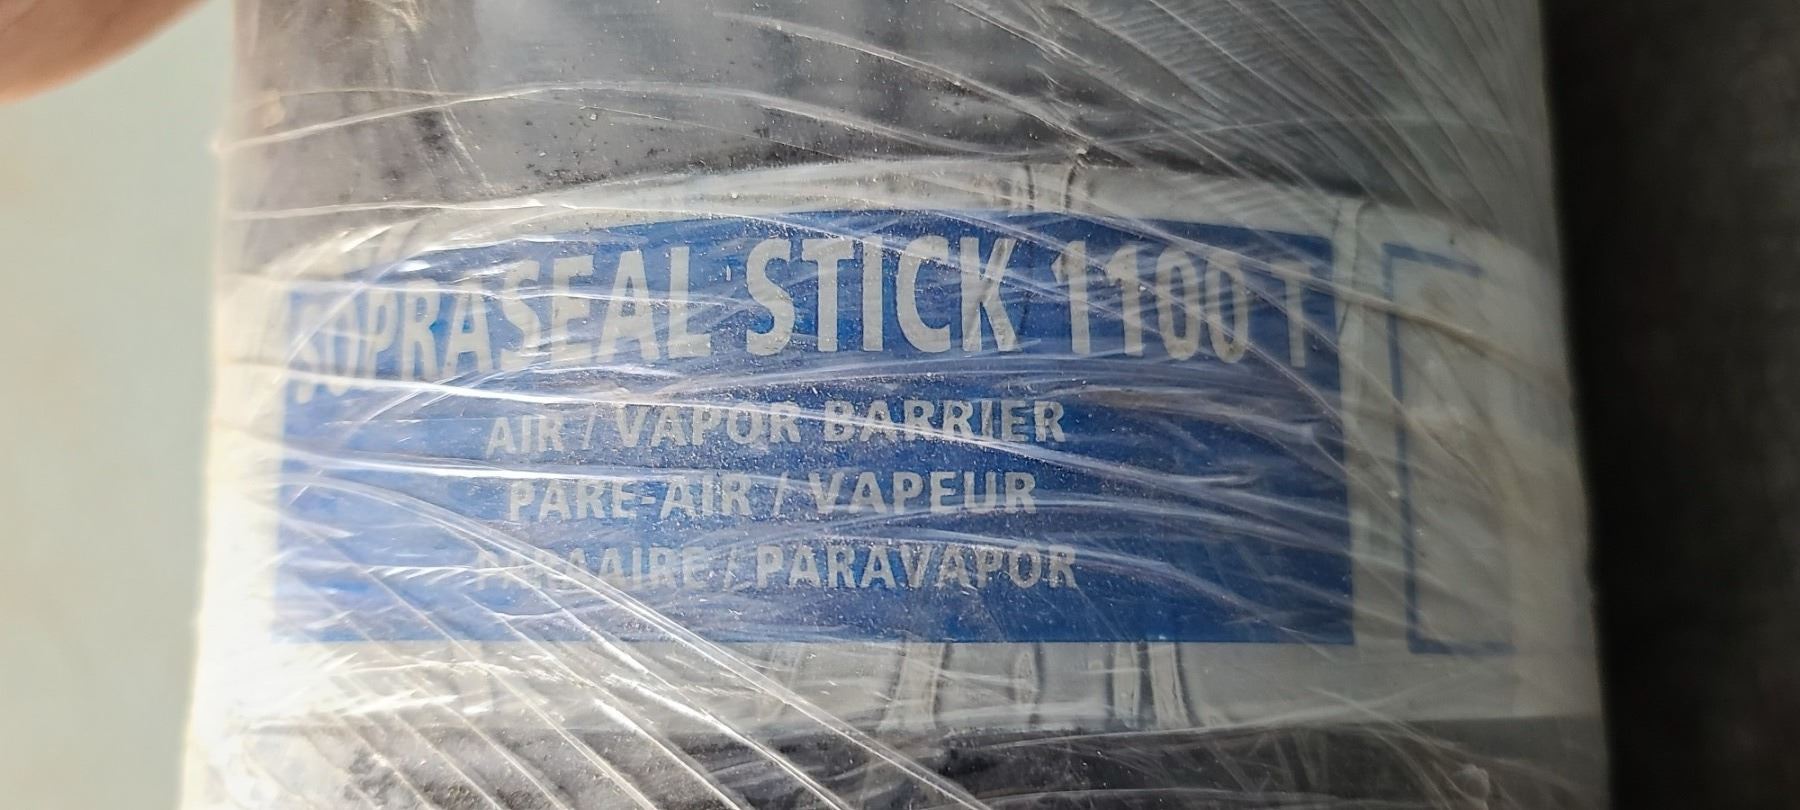 SOPRASEAL STICK 1100 T
AIR / VAPOR BARRIER
PARE-AIR / VAPEUR
PARAAIRE / PARAVAPOR